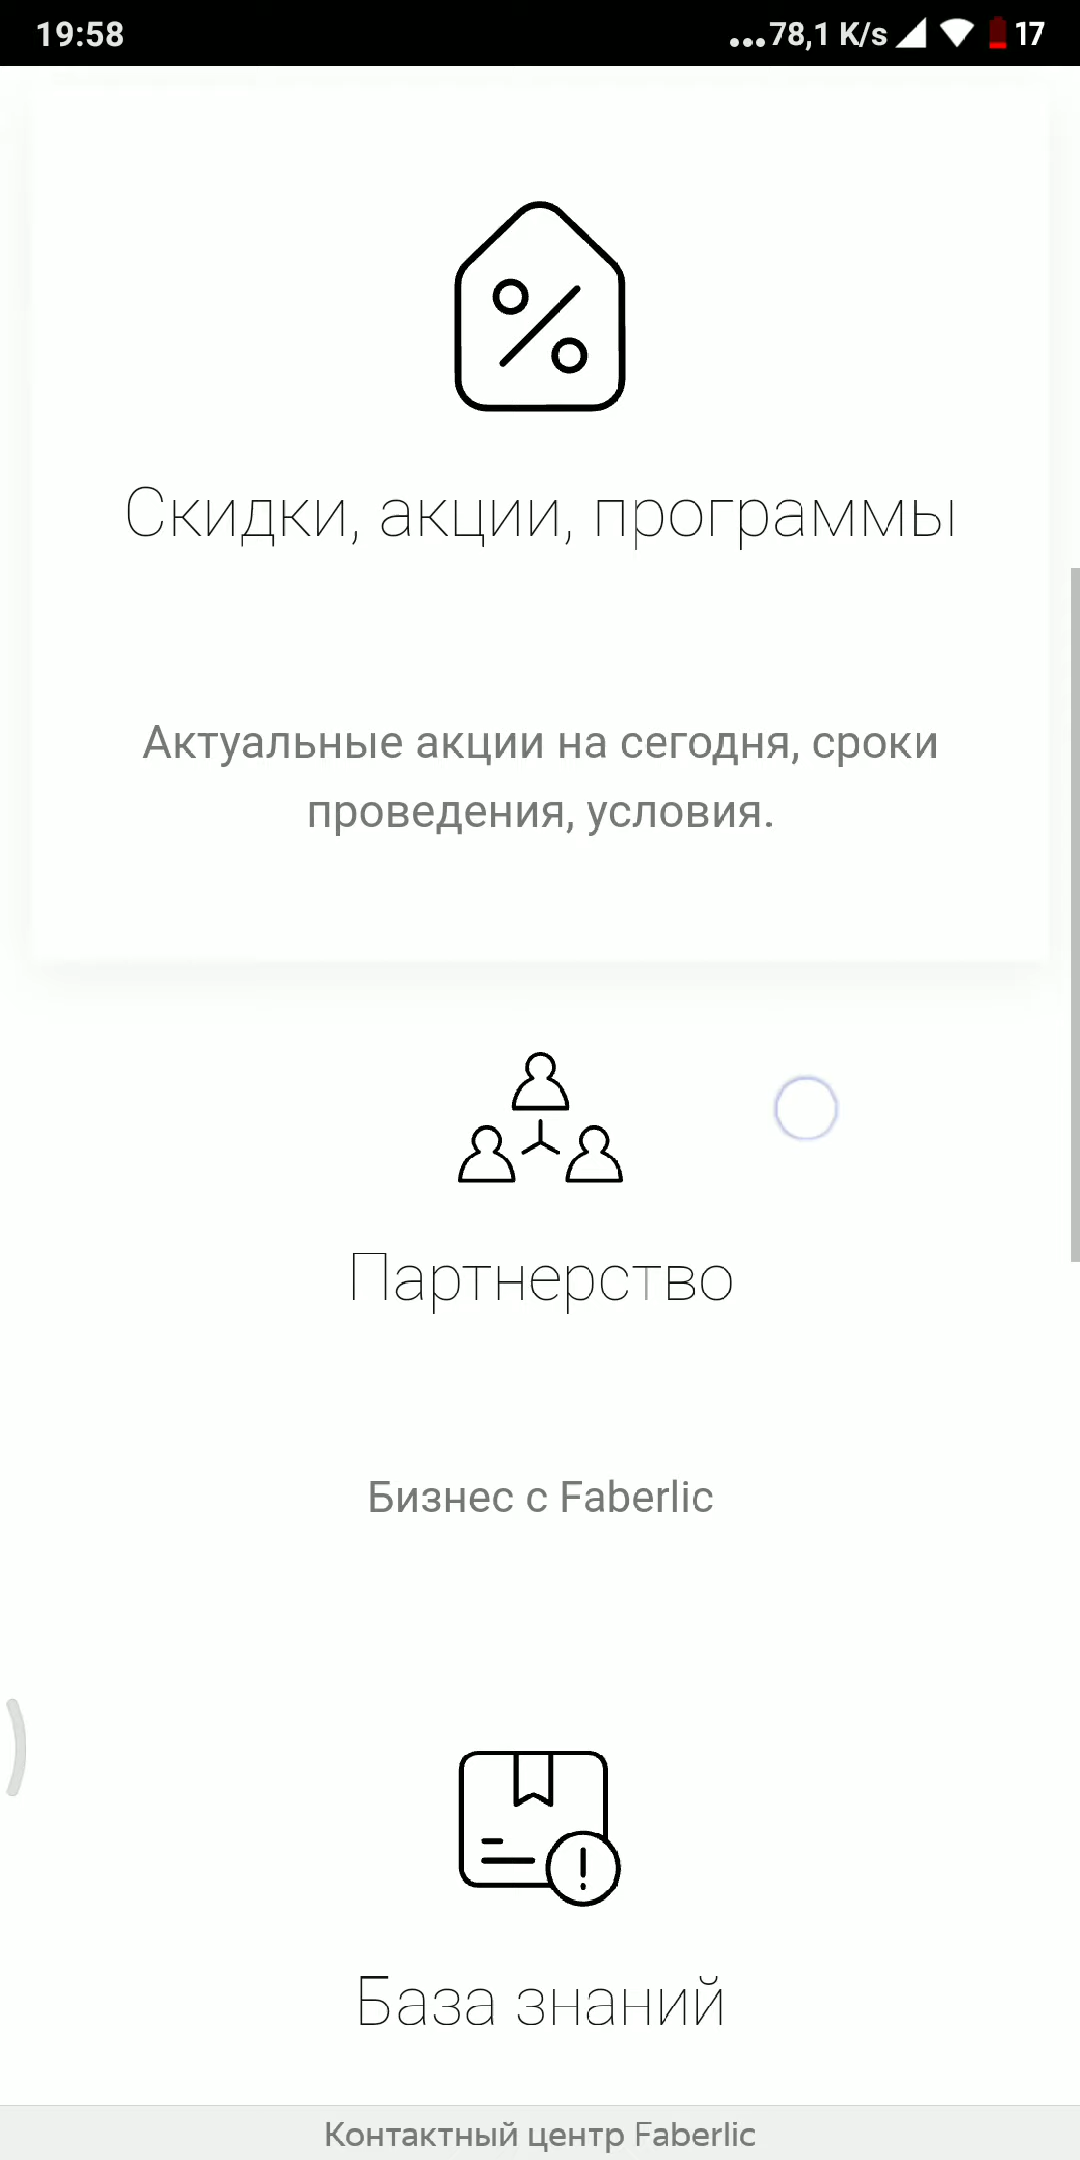 19:58
...78,1 K/s 17
Скидки, акции, программы
Актуальные акции на сегодня, сроки
проведения, условия.
Партнерство
Бизнес с Faberlic
База знаний
Контактный центр Faberlic